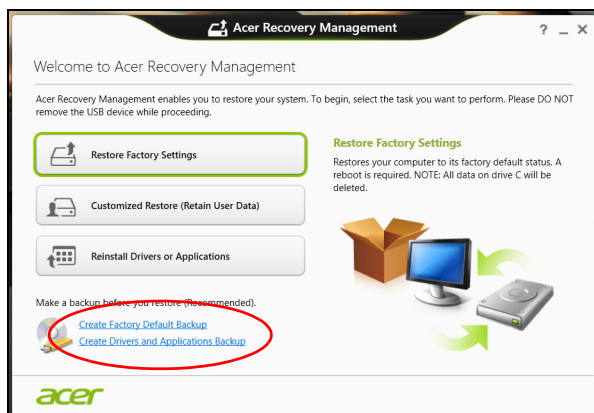 Acer Recovery Management
? _ X
Welcome to Acer Recovery Management
Acer Recovery Management enables you to restore your system. To begin, select the task you want to perform. Please DO NOT
remove the USB device while proceeding.
Restore Factory Settings
Customized Restore (Retain User Data)
Reinstall Drivers or Applications
Restore Factory Settings
Restores your computer to its factory default status. A
reboot is required. NOTE: All data on drive C will be
deleted.
Make a backup before you restore (Recommended).
Create Factory Default Backup
Create Drivers and Applications Backup
acer